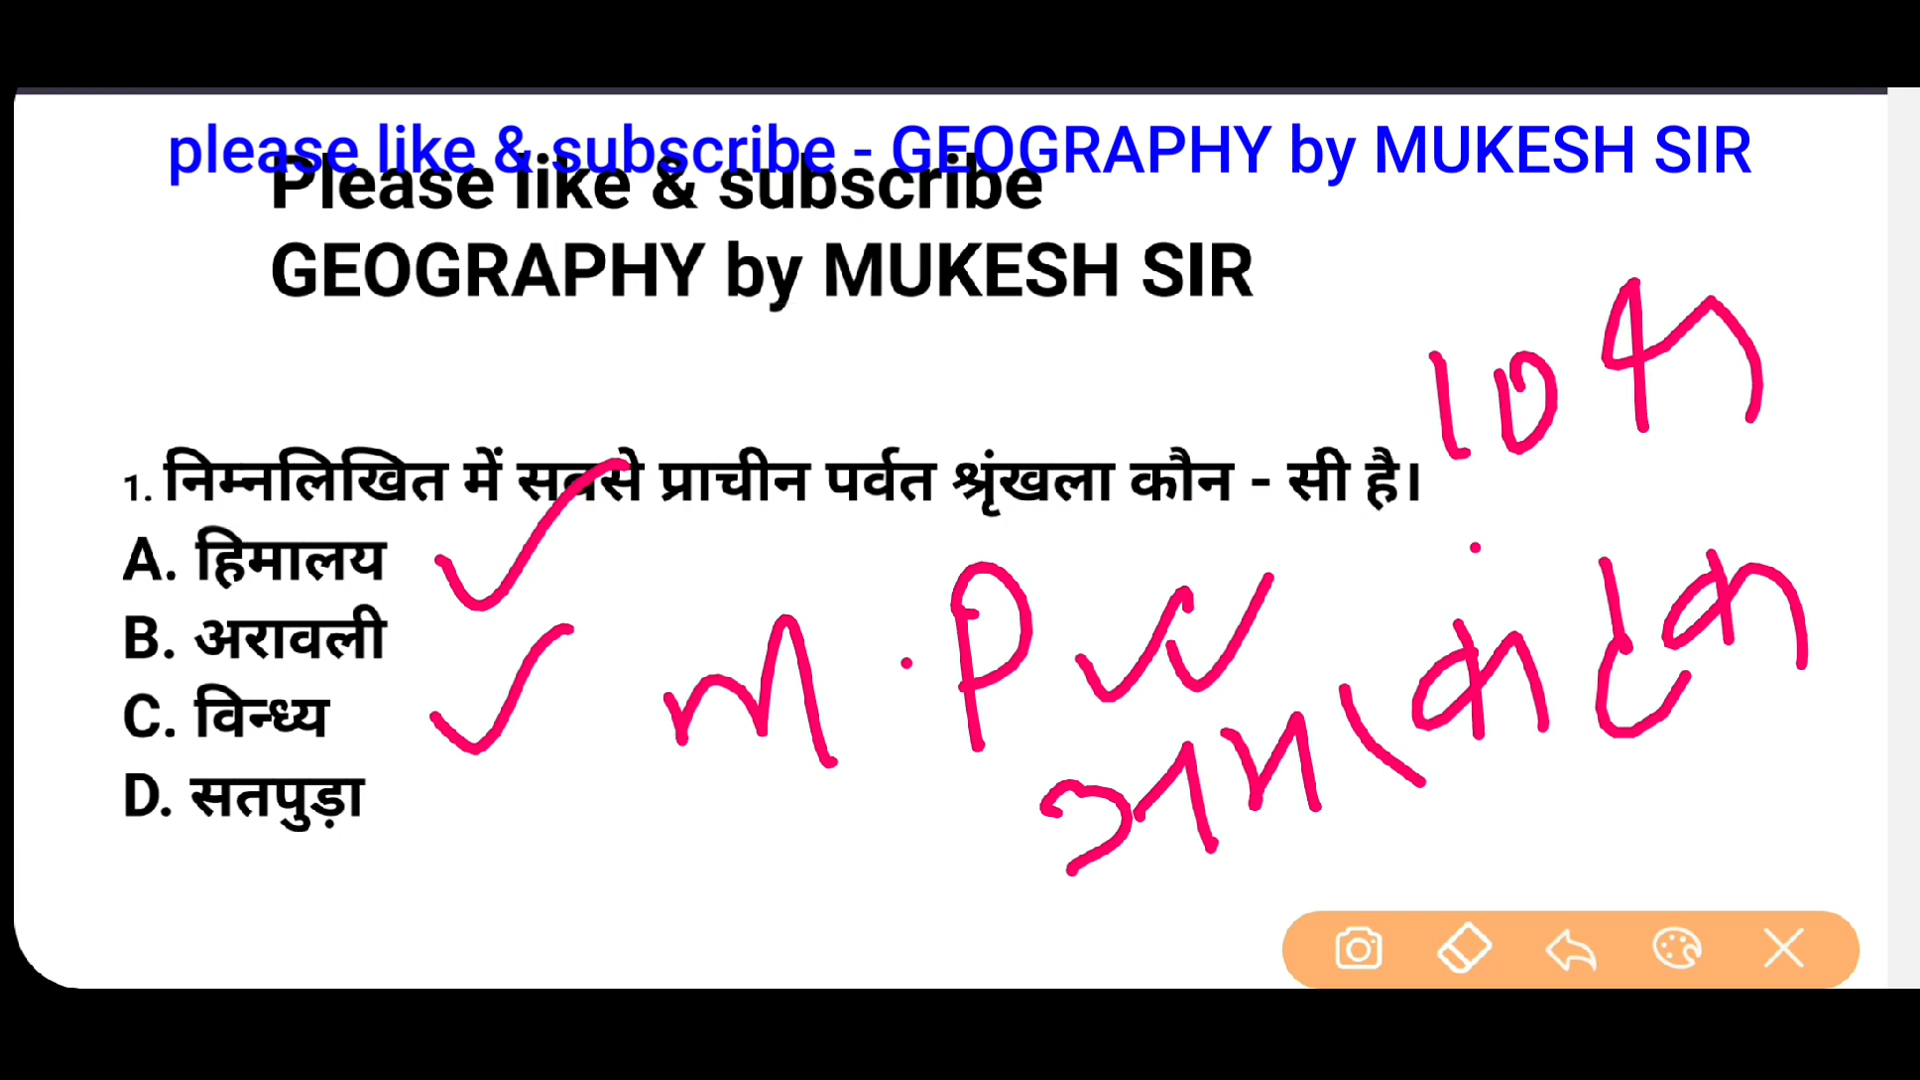 please like & subscribe - GEOGRAPHY by MUKESH SIR
Please like & subscribe
GEOGRAPHY by MUKESH SIR
1. निम्नलिखित में सबसे प्राचीन पर्वत श्रृंखला कौन - सी है।
A. हिमालय
B. अरावली
C. विन्ध्य
D. सतपुड़ा
M.P